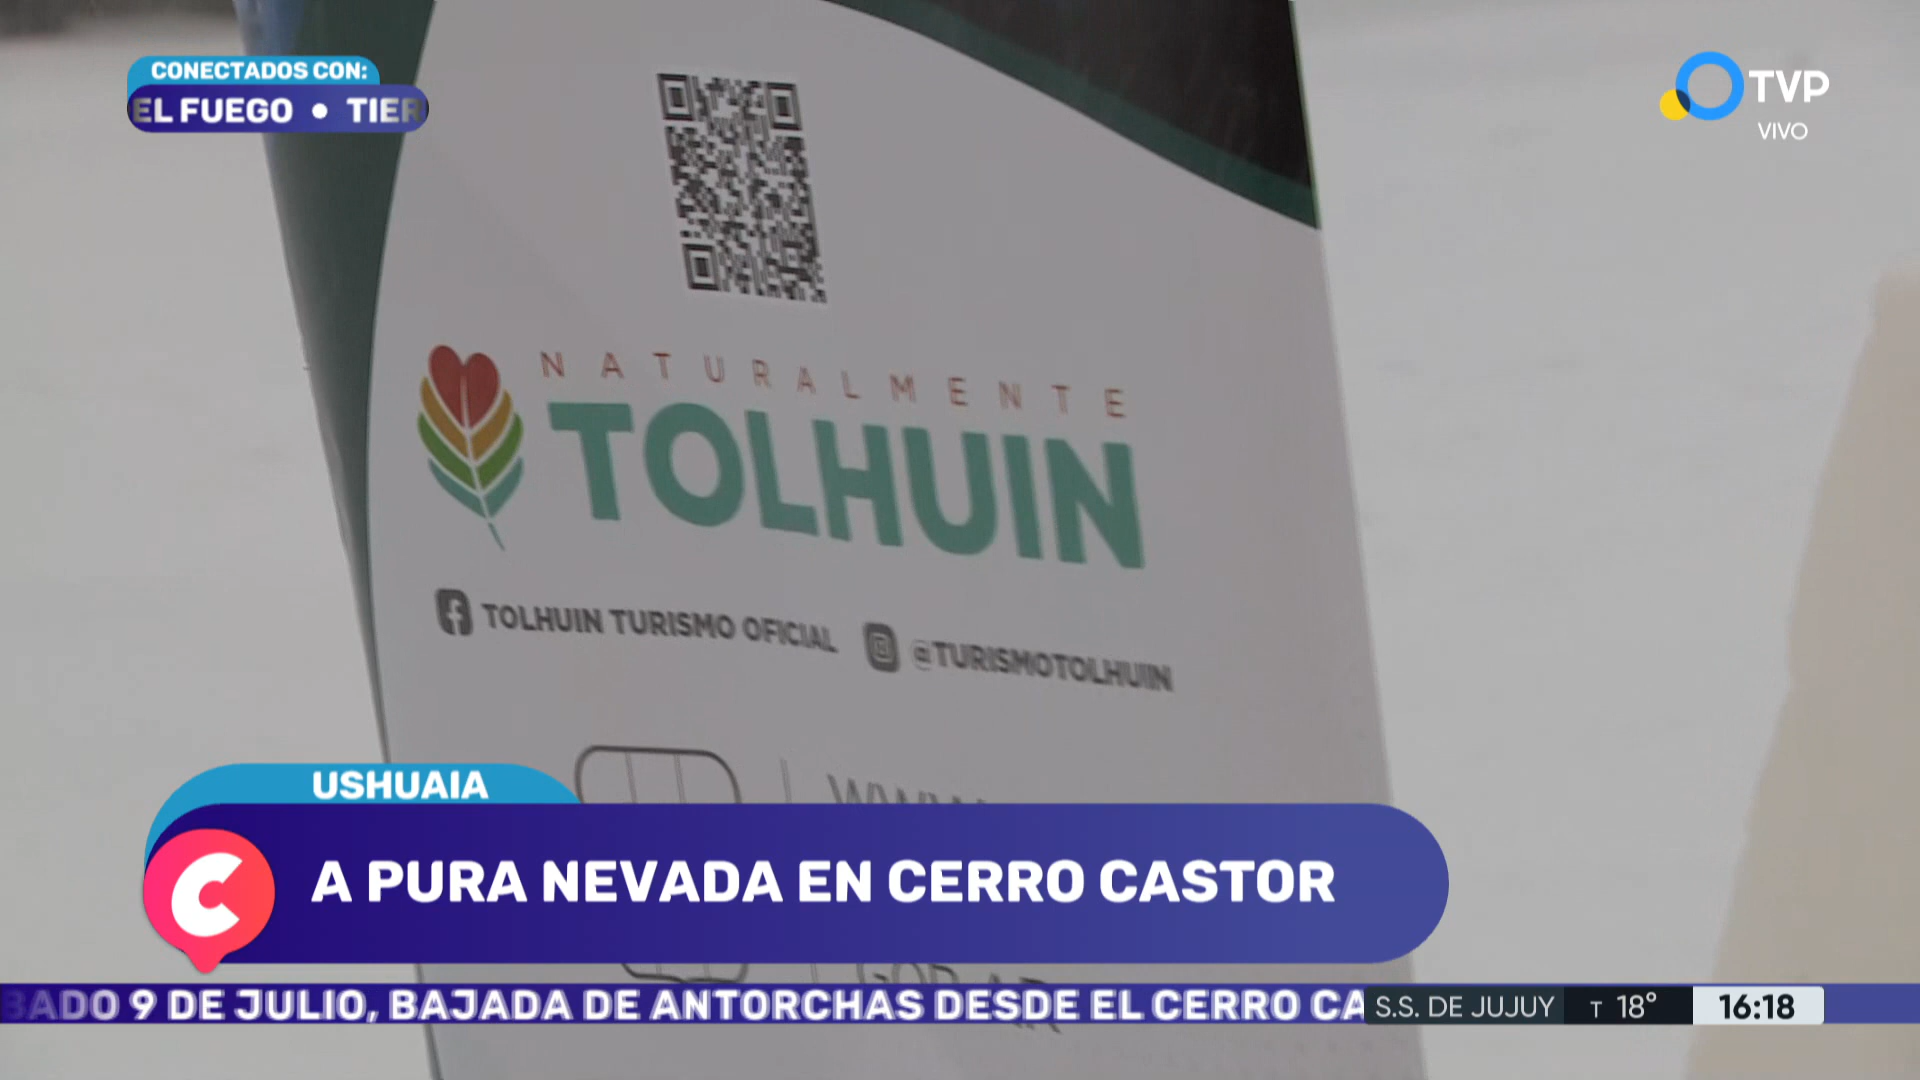 CONECTADOS CON:
EL FUEGO • TIER
TVP
VIVO
NATURALMENTE
TOLHUIN
TOLHUIN TURISMO OFICIAL
@TURISMOTOLHUIN
USHUAIA
C
A PURA NEVADA EN CERRO CASTOR
BADO 9 DE JULIO, BAJADA DE ANTORCHAS DESDE EL CERRO CA
S.S. DE JUJUY T 18° 16:18